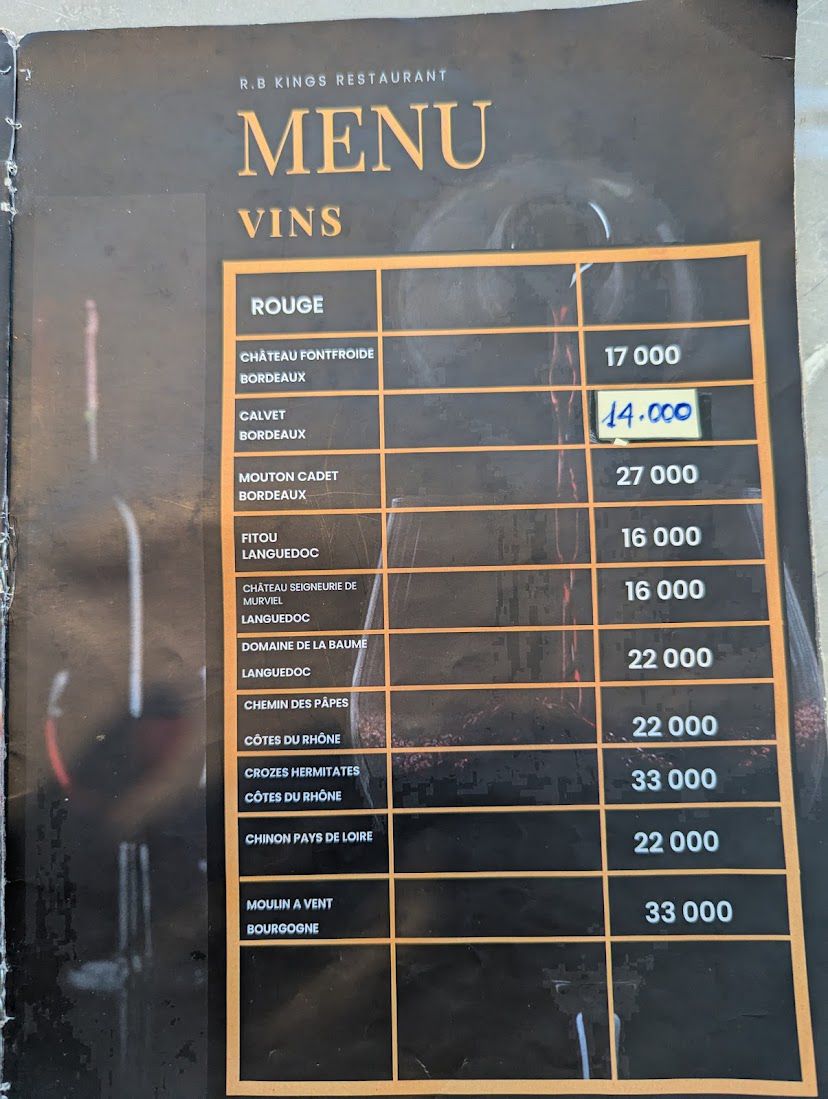 R.B KINGS RESTAURANT
MENU
VINS
ROUGE
CHÂTEAU FONTFROIDE
BORDEAUX
17 000
CALVET
BORDEAUX
14.000
MOUTON CADET
BORDEAUX
27 000
FITOU
LANGUEDOC
16 000
CHÂTEAU SEIGNEURIE DE
MURVIEL
LANGUEDOC
16 000
DOMAINE DE LA BAUME
LANGUEDOC
22 000
CHEMIN DES PÂPES
CÔTES DU RHÔNE
22 000
CROZES HERMITATES
CÔTES DU RHÔNE
33 000
CHINON PAYS DE LOIRE
22 000
MOULIN A VENT
BOURGOGNE
33 000